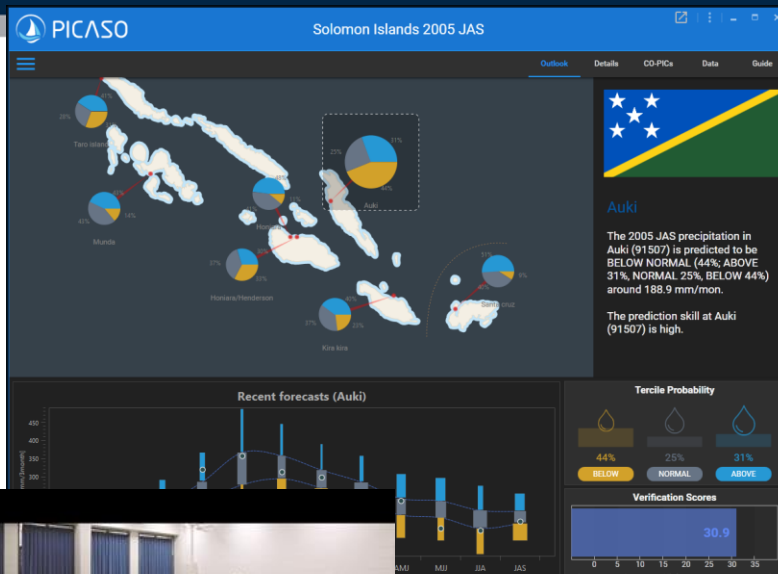 PICASO
Solomon Islands 2005 JAS
Outlook
Details
CO-PICs
Data
Guide
Taro island
Munda
14%
Honiara/Henderson
Kira kira
Auki
31%
25%
44%
Santa cruz
9%
Auki
The 2005 JAS precipitation in
Auki (91507) is predicted to be
BELOW NORMAL (44%; ABOVE
31%, NORMAL 25%, BELOW 44%)
around 188.9 mm/mon.
The prediction skill at Auki
(91507) is high.
Recent forecasts (Auki)
450
400
350
300
MJJ
JJA
JAS
Tercile Probability
44%
25%
31%
BELOW
NORMAL
ABOVE
Verification Scores
30.9
0 5 10 15 20 25 30 35